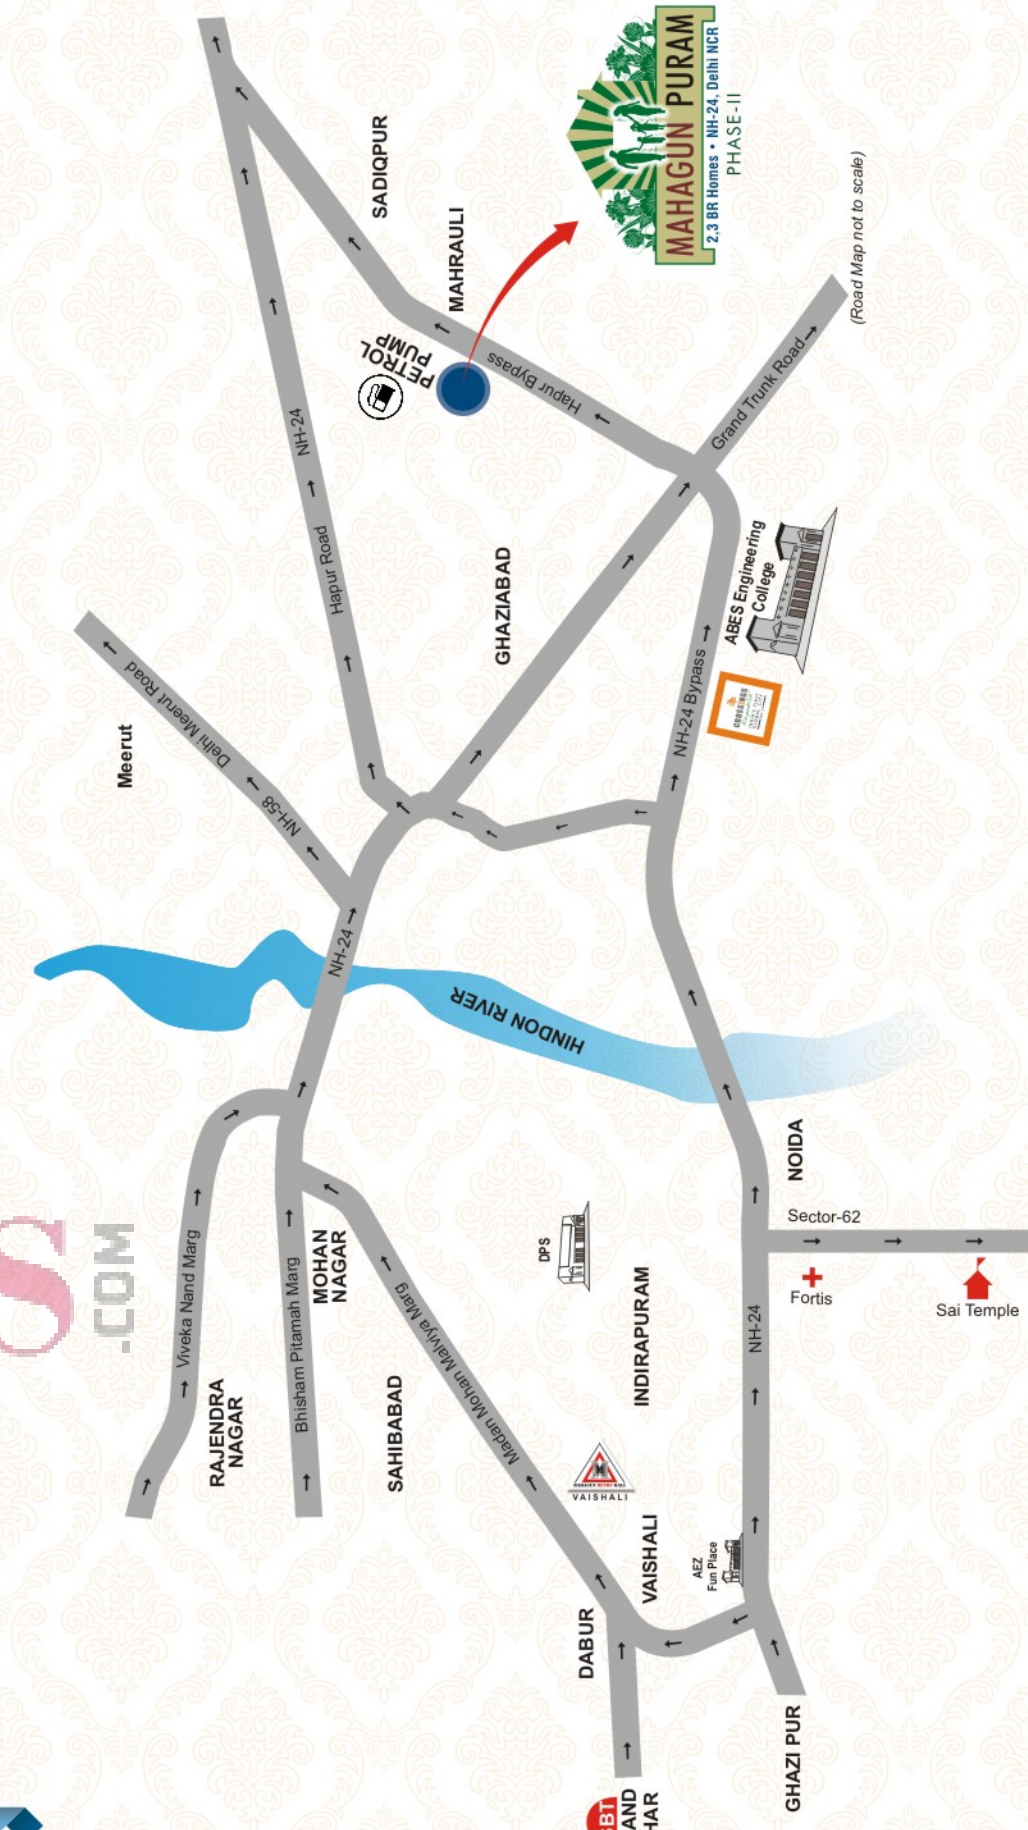 S
.COM
Meerut
Delhi Meerut Road
NH-58
SADIQPUR
MAHRAULI
PETROL
PUMP
MAHAGUN PURAM
2,3 BR Homes • NH-24, Delhi NCR
PHASE-II
(Road Map not to scale)
NH-24
Hapur Road
Hapur Bypass
Grand Trunk Road
GHAZIABAD
ABES Engineering
College
NH-24 Bypass
CROSSINGS
NH-24
HINDON RIVER
Viveka Nand Marg
RAJENDRA
NAGAR
Bhisham Pitamah Marg
MOHAN
NAGAR
SAHIBABAD
Madan Mohan Malviya Marg
DPS
INDIRAPURAM
NOIDA
Sector-62
Fortis
Sai Temple
NH-24
VAISHALI
VAISHALI
AEZ
Fun Place
DABUR
GHAZI PUR
BT
AND
HAR